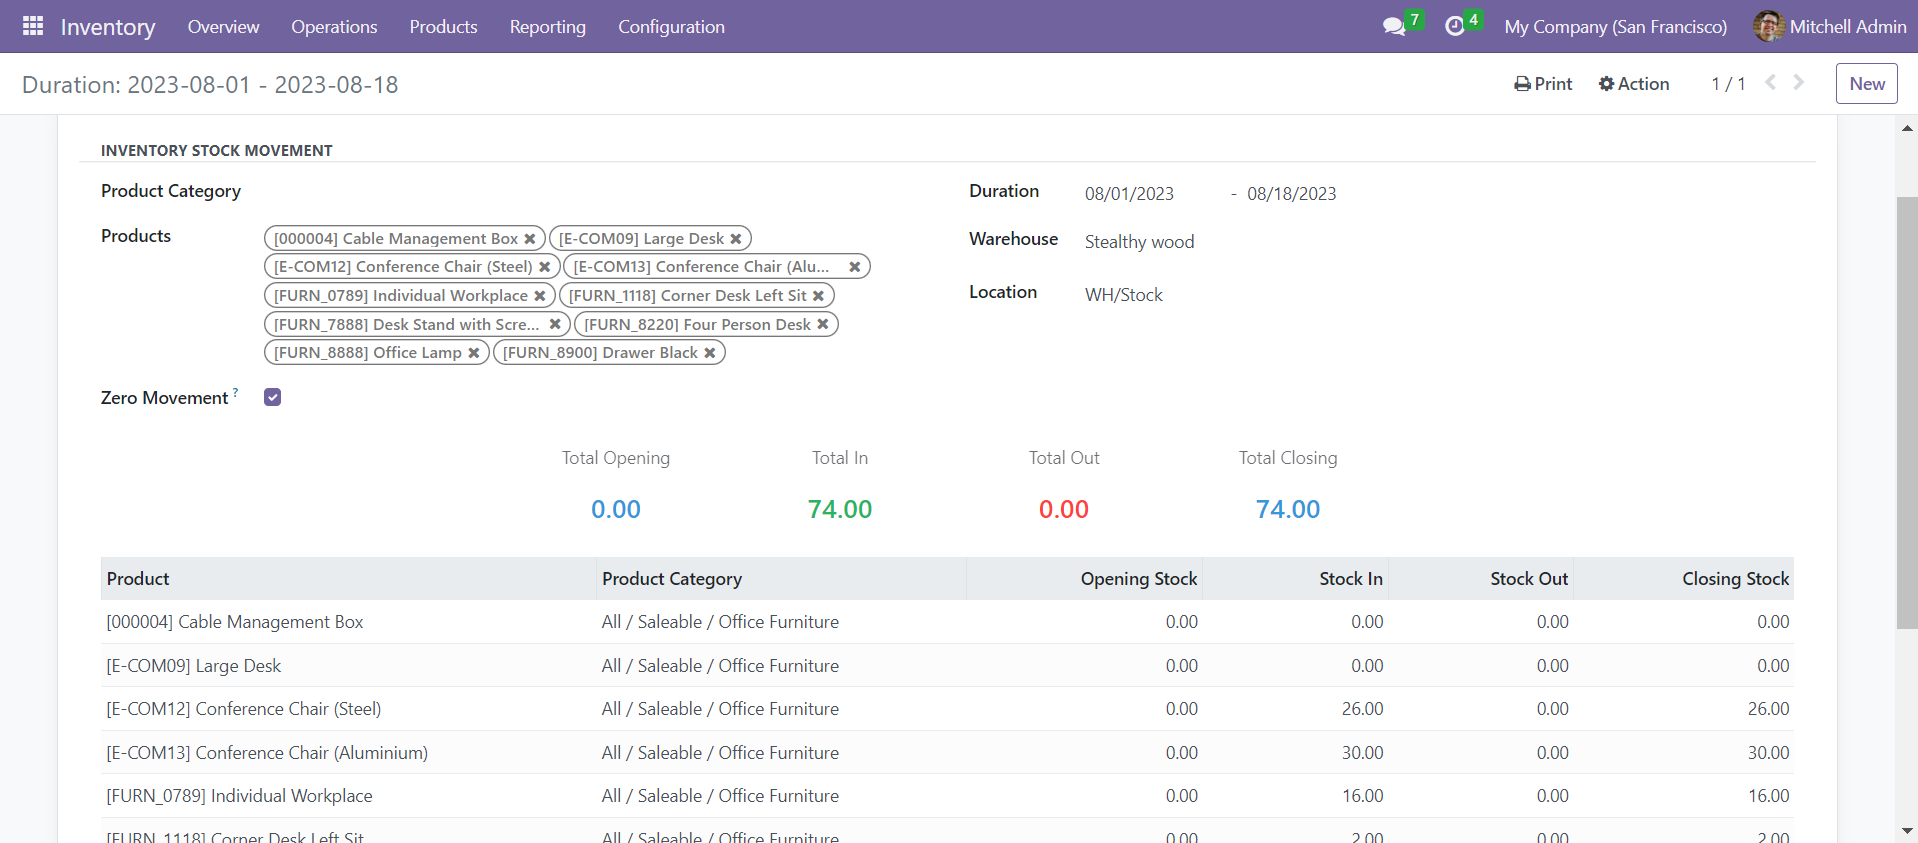 Inventory Overview Operations Products Reporting Configuration 7 4 My Company (San Francisco) Mitchell Admin
Duration: 2023-08-01 - 2023-08-18 Print Action 1 / 1 New
INVENTORY STOCK MOVEMENT
Product Category
Duration 08/01/2023 - 08/18/2023
Products
[000004] Cable Management Box [E-COM09] Large Desk
[E-COM12] Conference Chair (Steel) [E-COM13] Conference Chair (Alu...
[FURN_0789] Individual Workplace [FURN_1118] Corner Desk Left Sit
[FURN_7888] Desk Stand with Scre... [FURN_8220] Four Person Desk
[FURN_8888] Office Lamp [FURN_8900] Drawer Black
Warehouse Stealthy wood
Location WH/Stock
Zero Movement ?
Total Opening Total In Total Out Total Closing
0.00 74.00 0.00 74.00
Product Product Category Opening Stock Stock In Stock Out Closing Stock
[000004] Cable Management Box All / Saleable / Office Furniture 0.00 0.00 0.00 0.00
[E-COM09] Large Desk All / Saleable / Office Furniture 0.00 0.00 0.00 0.00
[E-COM12] Conference Chair (Steel) All / Saleable / Office Furniture 0.00 26.00 0.00 26.00
[E-COM13] Conference Chair (Aluminium) All / Saleable / Office Furniture 0.00 30.00 0.00 30.00
[FURN_0789] Individual Workplace All / Saleable / Office Furniture 0.00 16.00 0.00 16.00
[FURN_1118] Corner Desk Left Sit All / Saleable / Office Furniture 0.00 2.00 0.00 2.00